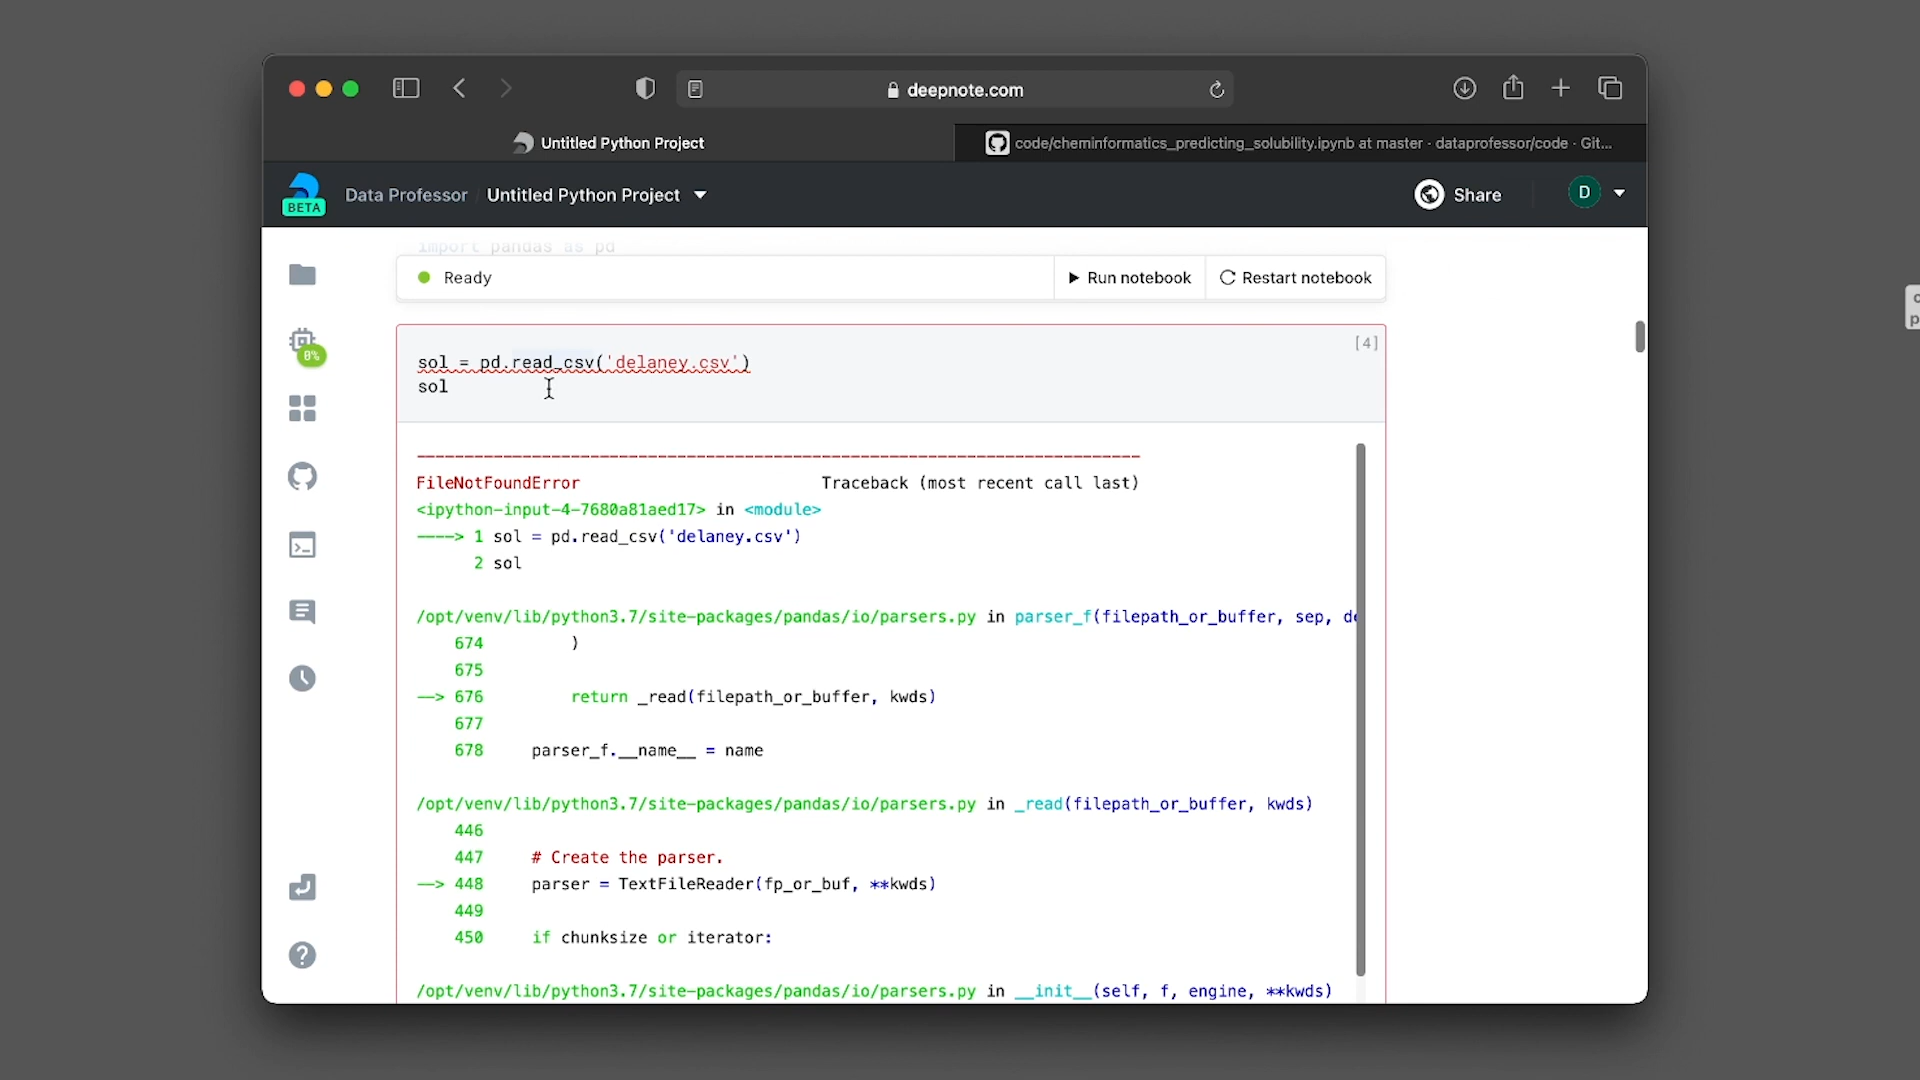 deepnote.com
Untitled Python Project
code/cheminformatics_predicting_solubility.ipynb at master · dataprofessor/code · Git...
BETA
Data Professor Untitled Python Project
Share
D
import pandas as pd
Ready
Run notebook
Restart notebook
0%
[4]
sol = pd.read_csv('delaney.csv')
sol
---------------------------------------------------------------------------
FileNotFoundError Traceback (most recent call last)
<ipython-input-4-7680a81aed17> in <module>
----> 1 sol = pd.read_csv('delaney.csv')
2 sol
/opt/venv/lib/python3.7/site-packages/pandas/io/parsers.py in parser_f(filepath_or_buffer, sep, de
674 )
675
--> 676 return _read(filepath_or_buffer, kwds)
677
678 parser_f.__name__ = name
/opt/venv/lib/python3.7/site-packages/pandas/io/parsers.py in _read(filepath_or_buffer, kwds)
446
447 # Create the parser.
--> 448 parser = TextFileReader(fp_or_buf, **kwds)
449
450 if chunksize or iterator:
/opt/venv/lib/python3.7/site-packages/pandas/io/parsers.py in __init__(self, f, engine, **kwds)